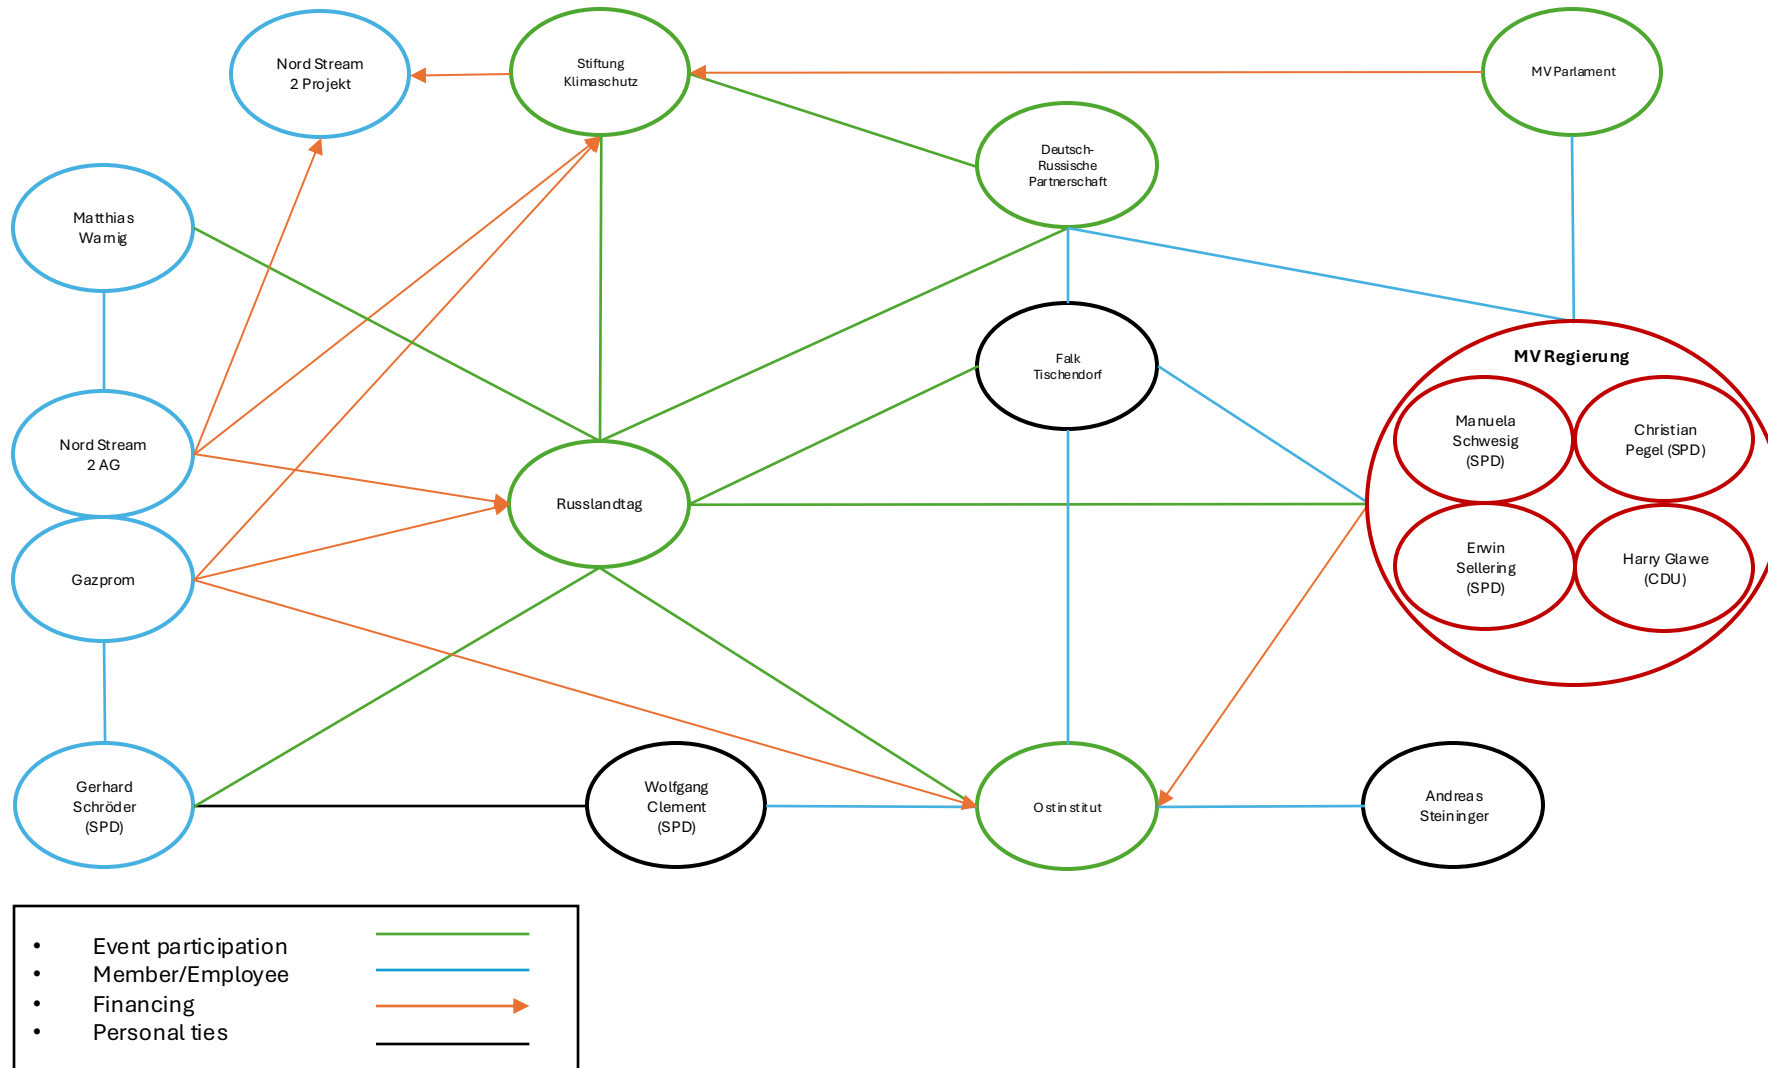 Nord Stream
2 Projekt
Stiftung
Klimaschutz
MV Parlament
Deutsch-
Russische
Partnerschaft
Matthias
Warnig
Falk
Tischendorf
MV Regierung
Manuela
Schwesig
(SPD)
Christian
Pegel (SPD)
Nord Stream
2 AG
Russlandtag
Erwin
Sellering
(SPD)
Harry Glawe
(CDU)
Gazprom
Gerhard
Schröder
(SPD)
Wolfgang
Clement
(SPD)
Ostinstitut
Andreas
Steininger
• Event participation
• Member/Employee
• Financing
• Personal ties